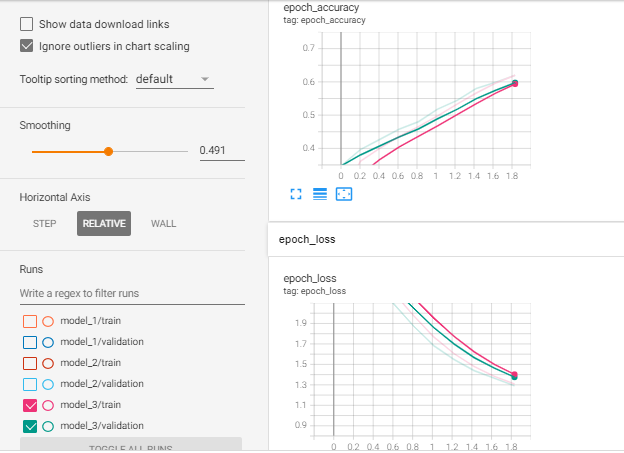 Show data download links
Ignore outliers in chart scaling
Tooltip sorting method: default
Smoothing
0.491
Horizontal Axis
STEP RELATIVE WALL
Runs
Write a regex to filter runs
model_1/train
model_1/validation
model_2/train
model_2/validation
model_3/train
model_3/validation
TOGGLE ALL RUNS
epoch_accuracy
tag: epoch_accuracy
0.7
0.6
0.5
0.4
0 0.2 0.4 0.6 0.8 1 1.2 1.4 1.6 1.8
epoch_loss
epoch_loss
tag: epoch_loss
1.9
1.7
1.5
1.3
1.1
0.9
0 0.2 0.4 0.6 0.8 1 1.2 1.4 1.6 1.8